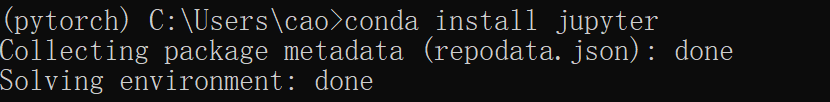 (pytorch) C:\Users\cao>conda install jupyter
Collecting package metadata (repodata.json): done
Solving environment: done